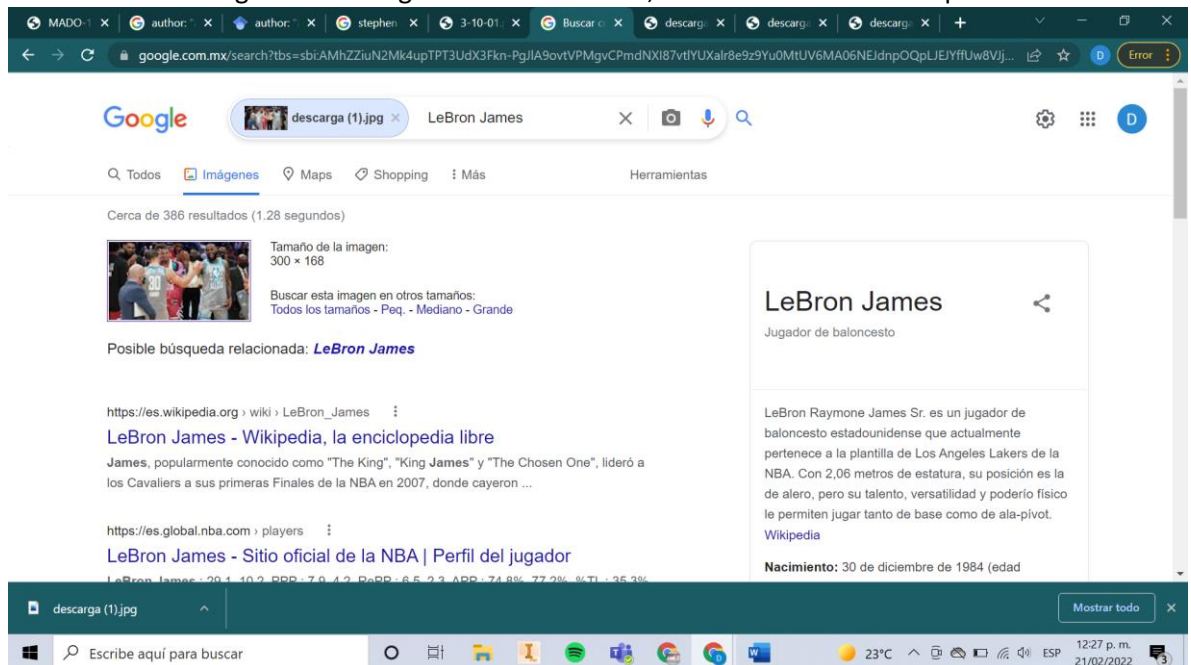 MADO-1
author: "
author: "
stephen
3-10-01.
Buscar c
descarga
descarga
descarga
google.com.mx/search?tbs=sbi:AMhZZiuN2Mk4upTPT3UdX3Fkn-PgJlA9ovtVPMgvCPmdNXI87vtlYUXalr8e9z9Yu0MtUV6MA06NEJdnpOQpLJEJYffUw8VJj...
D
Error
Google
descarga (1).jpg
LeBron James
D
Todos
Imágenes
Maps
Shopping
Más
Herramientas
Cerca de 386 resultados (1.28 segundos)
30
Tamaño de la imagen:
300 × 168
Buscar esta imagen en otros tamaños:
Todos los tamaños - Peq. - Mediano - Grande
Posible búsqueda relacionada: LeBron James
https://es.wikipedia.org › wiki › LeBron_James
LeBron James - Wikipedia, la enciclopedia libre
James, popularmente conocido como "The King", "King James" y "The Chosen One", lideró a
los Cavaliers a sus primeras Finales de la NBA en 2007, donde cayeron ...
https://es.global.nba.com › players
LeBron James - Sitio oficial de la NBA | Perfil del jugador
LeBron James
Jugador de baloncesto
LeBron Raymone James Sr. es un jugador de
baloncesto estadounidense que actualmente
pertenece a la plantilla de Los Angeles Lakers de la
NBA. Con 2,06 metros de estatura, su posición es la
de alero, pero su talento, versatilidad y poderío físico
le permiten jugar tanto de base como de ala-pívot.
Wikipedia
Nacimiento: 30 de diciembre de 1984 (edad
descarga (1).jpg
Mostrar todo
Escribe aquí para buscar
23°C
ESP
12:27 p. m.
21/02/2022
3